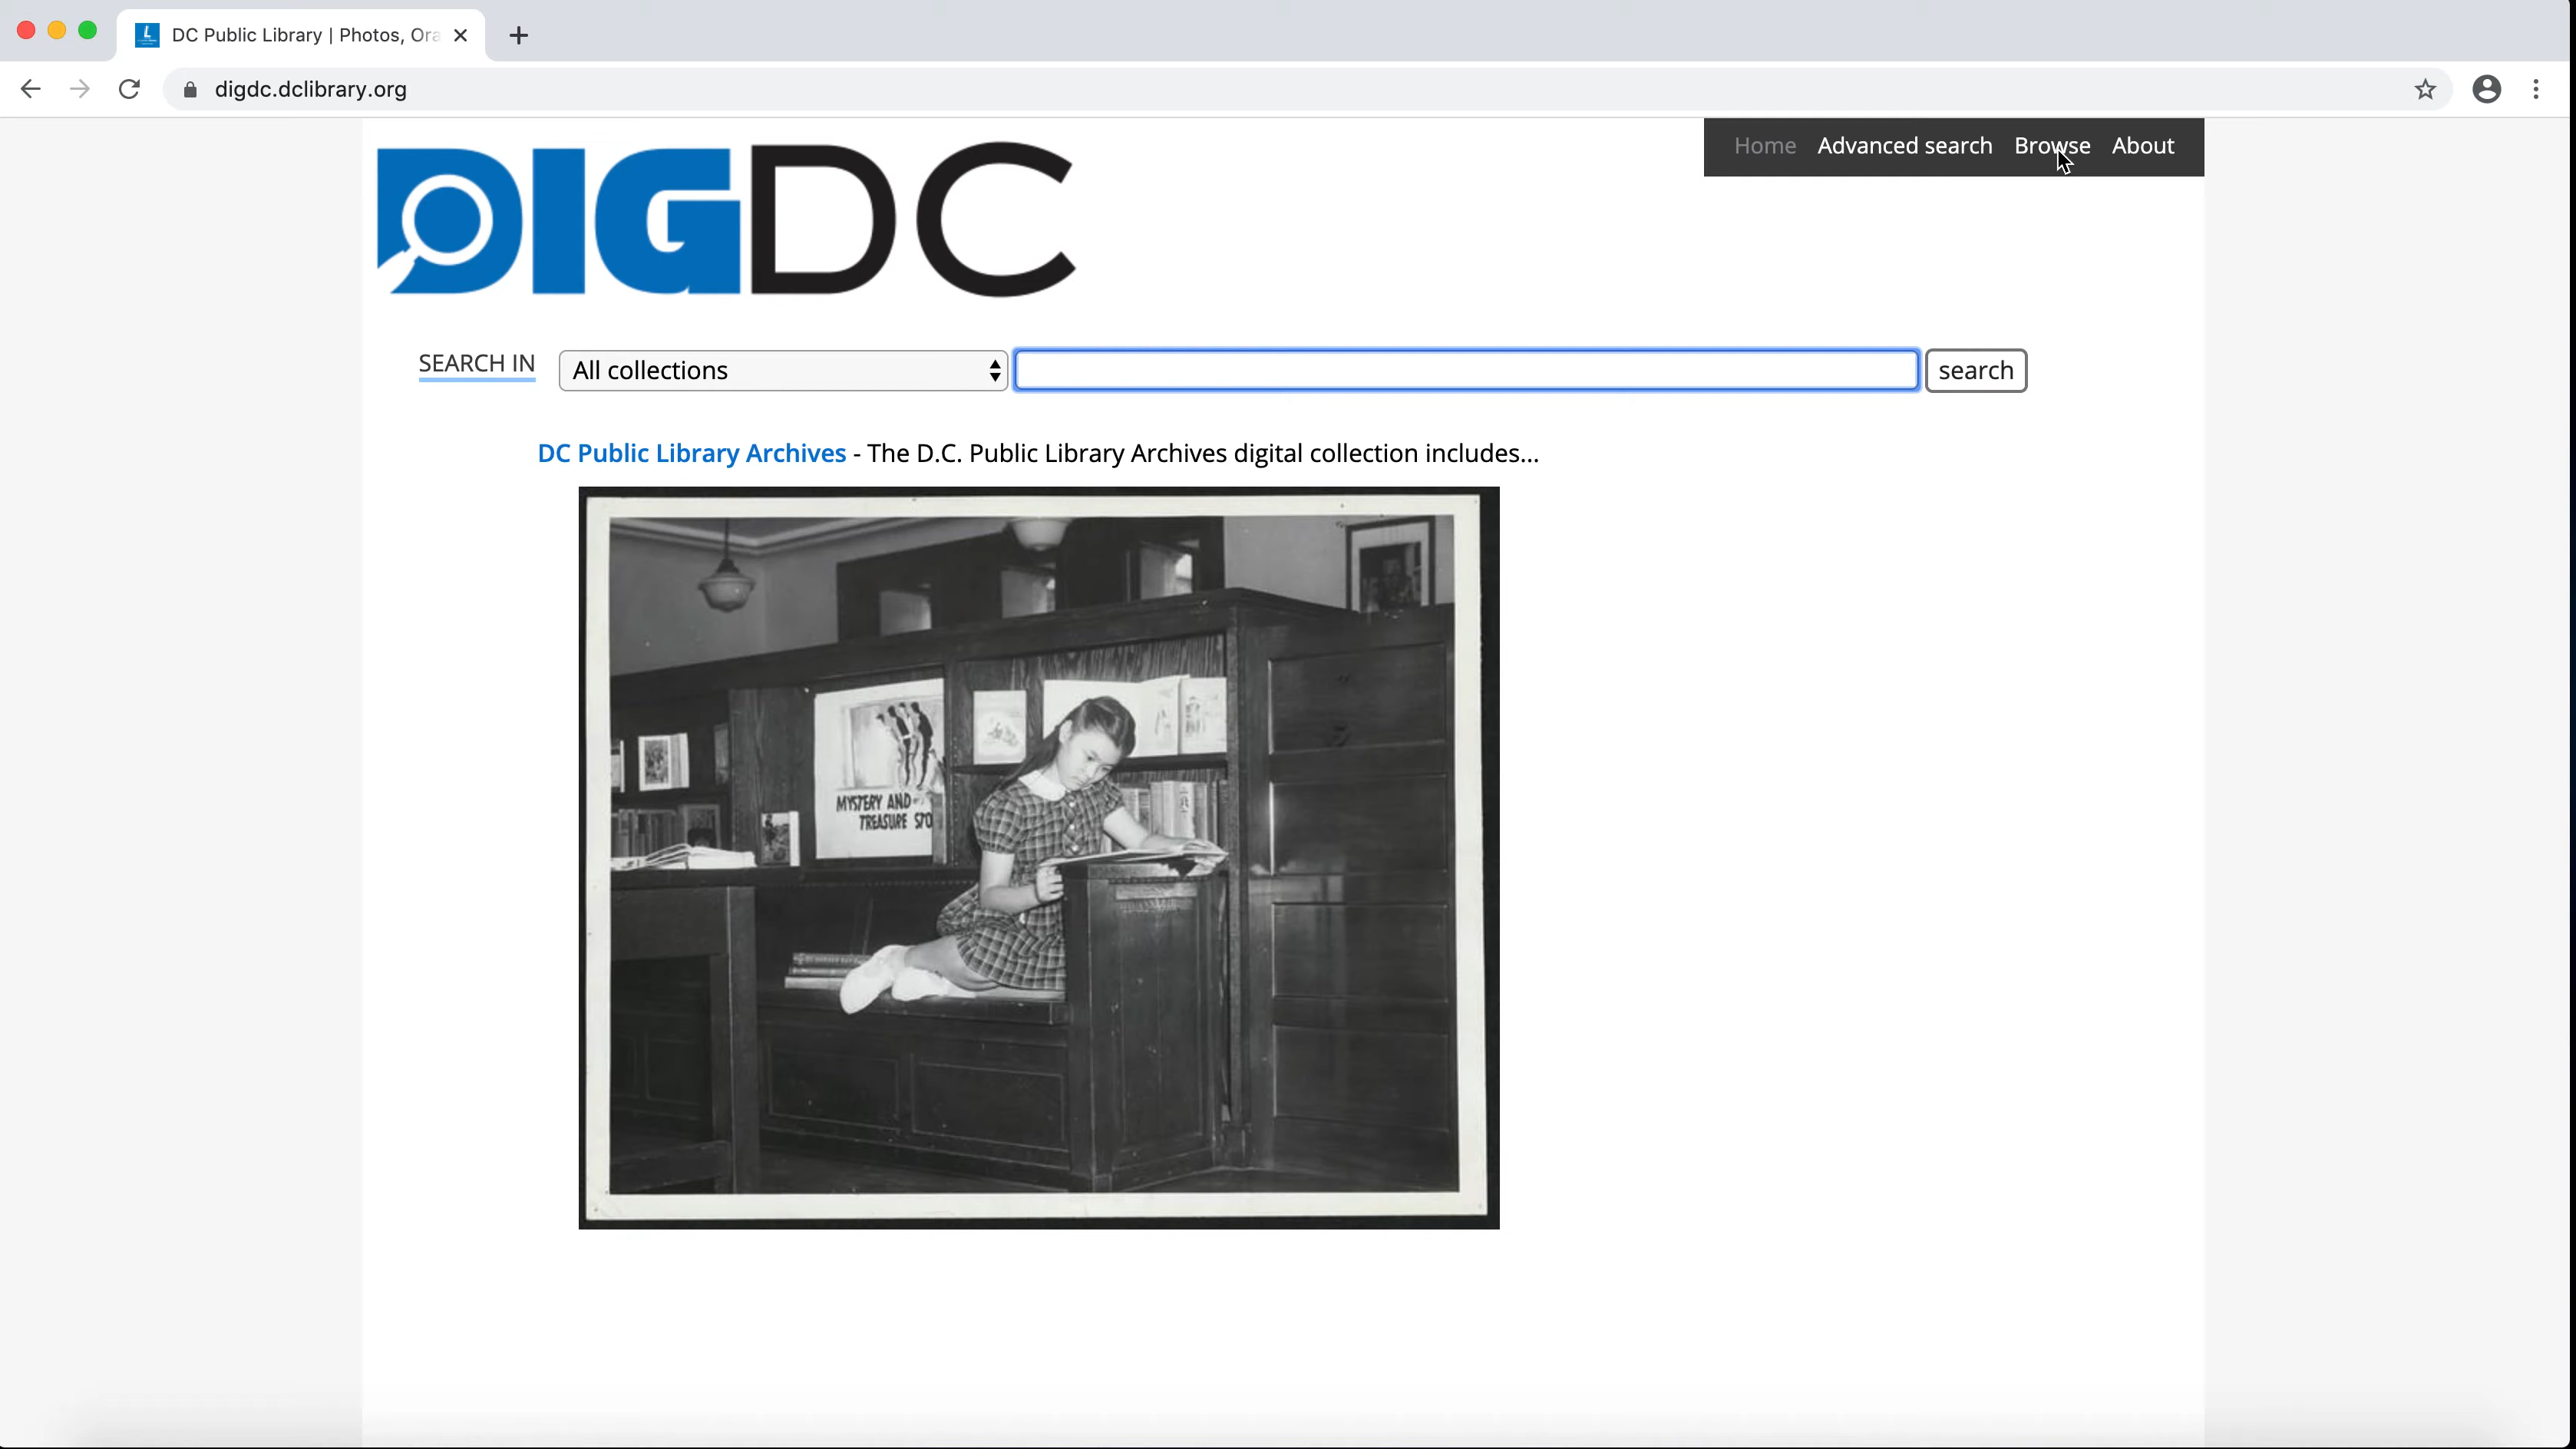 DC Public Library | Photos, Ora
digdc.dclibrary.org
Home Advanced search Browse About
DIGDC
SEARCH IN All collections search
DC Public Library Archives - The D.C. Public Library Archives digital collection includes...
MYSTERY AND
TREASURE STO